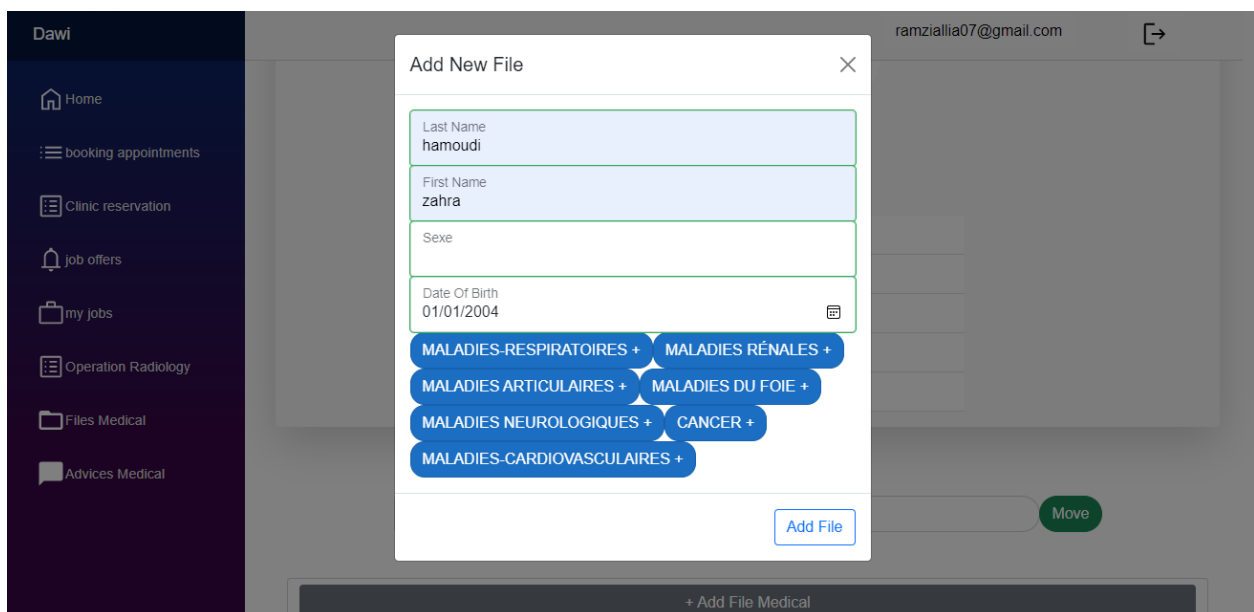 Dawi
ramziallia07@gmail.com
Home
booking appointments
Clinic reservation
job offers
my jobs
Operation Radiology
Files Medical
Advices Medical
Add New File
Last Name
hamoudi
First Name
zahra
Sexe
Date Of Birth
01/01/2004
MALADIES-RESPIRATOIRES + MALADIES RÉNALES +
MALADIES ARTICULAIRES + MALADIES DU FOIE +
MALADIES NEUROLOGIQUES + CANCER +
MALADIES-CARDIOVASCULAIRES +
Add File
Move
+ Add File Medical